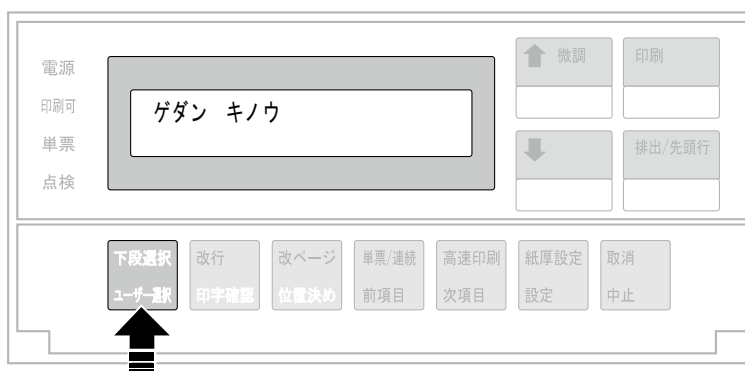 電源
印刷可
単票
点検
ゲダン キノウ
微調
印刷
排出/先頭行
下段選択
ユーザー選択
改行
印字確認
改ページ
位置決め
単票/連続
前項目
高速印刷
次項目
紙厚設定
設定
取消
中止